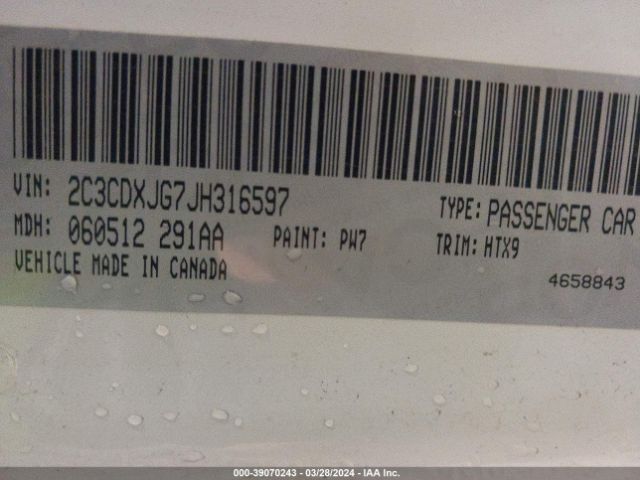 VIN: 2C3CDXJG7JH316597 TYPE: PASSENGER CAR
MDH: 060512 291AA PAINT: PW7 TRIM: HTX9
VEHICLE MADE IN CANADA
4658843
000-39070243 - 03/28/2024 - IAA Inc.